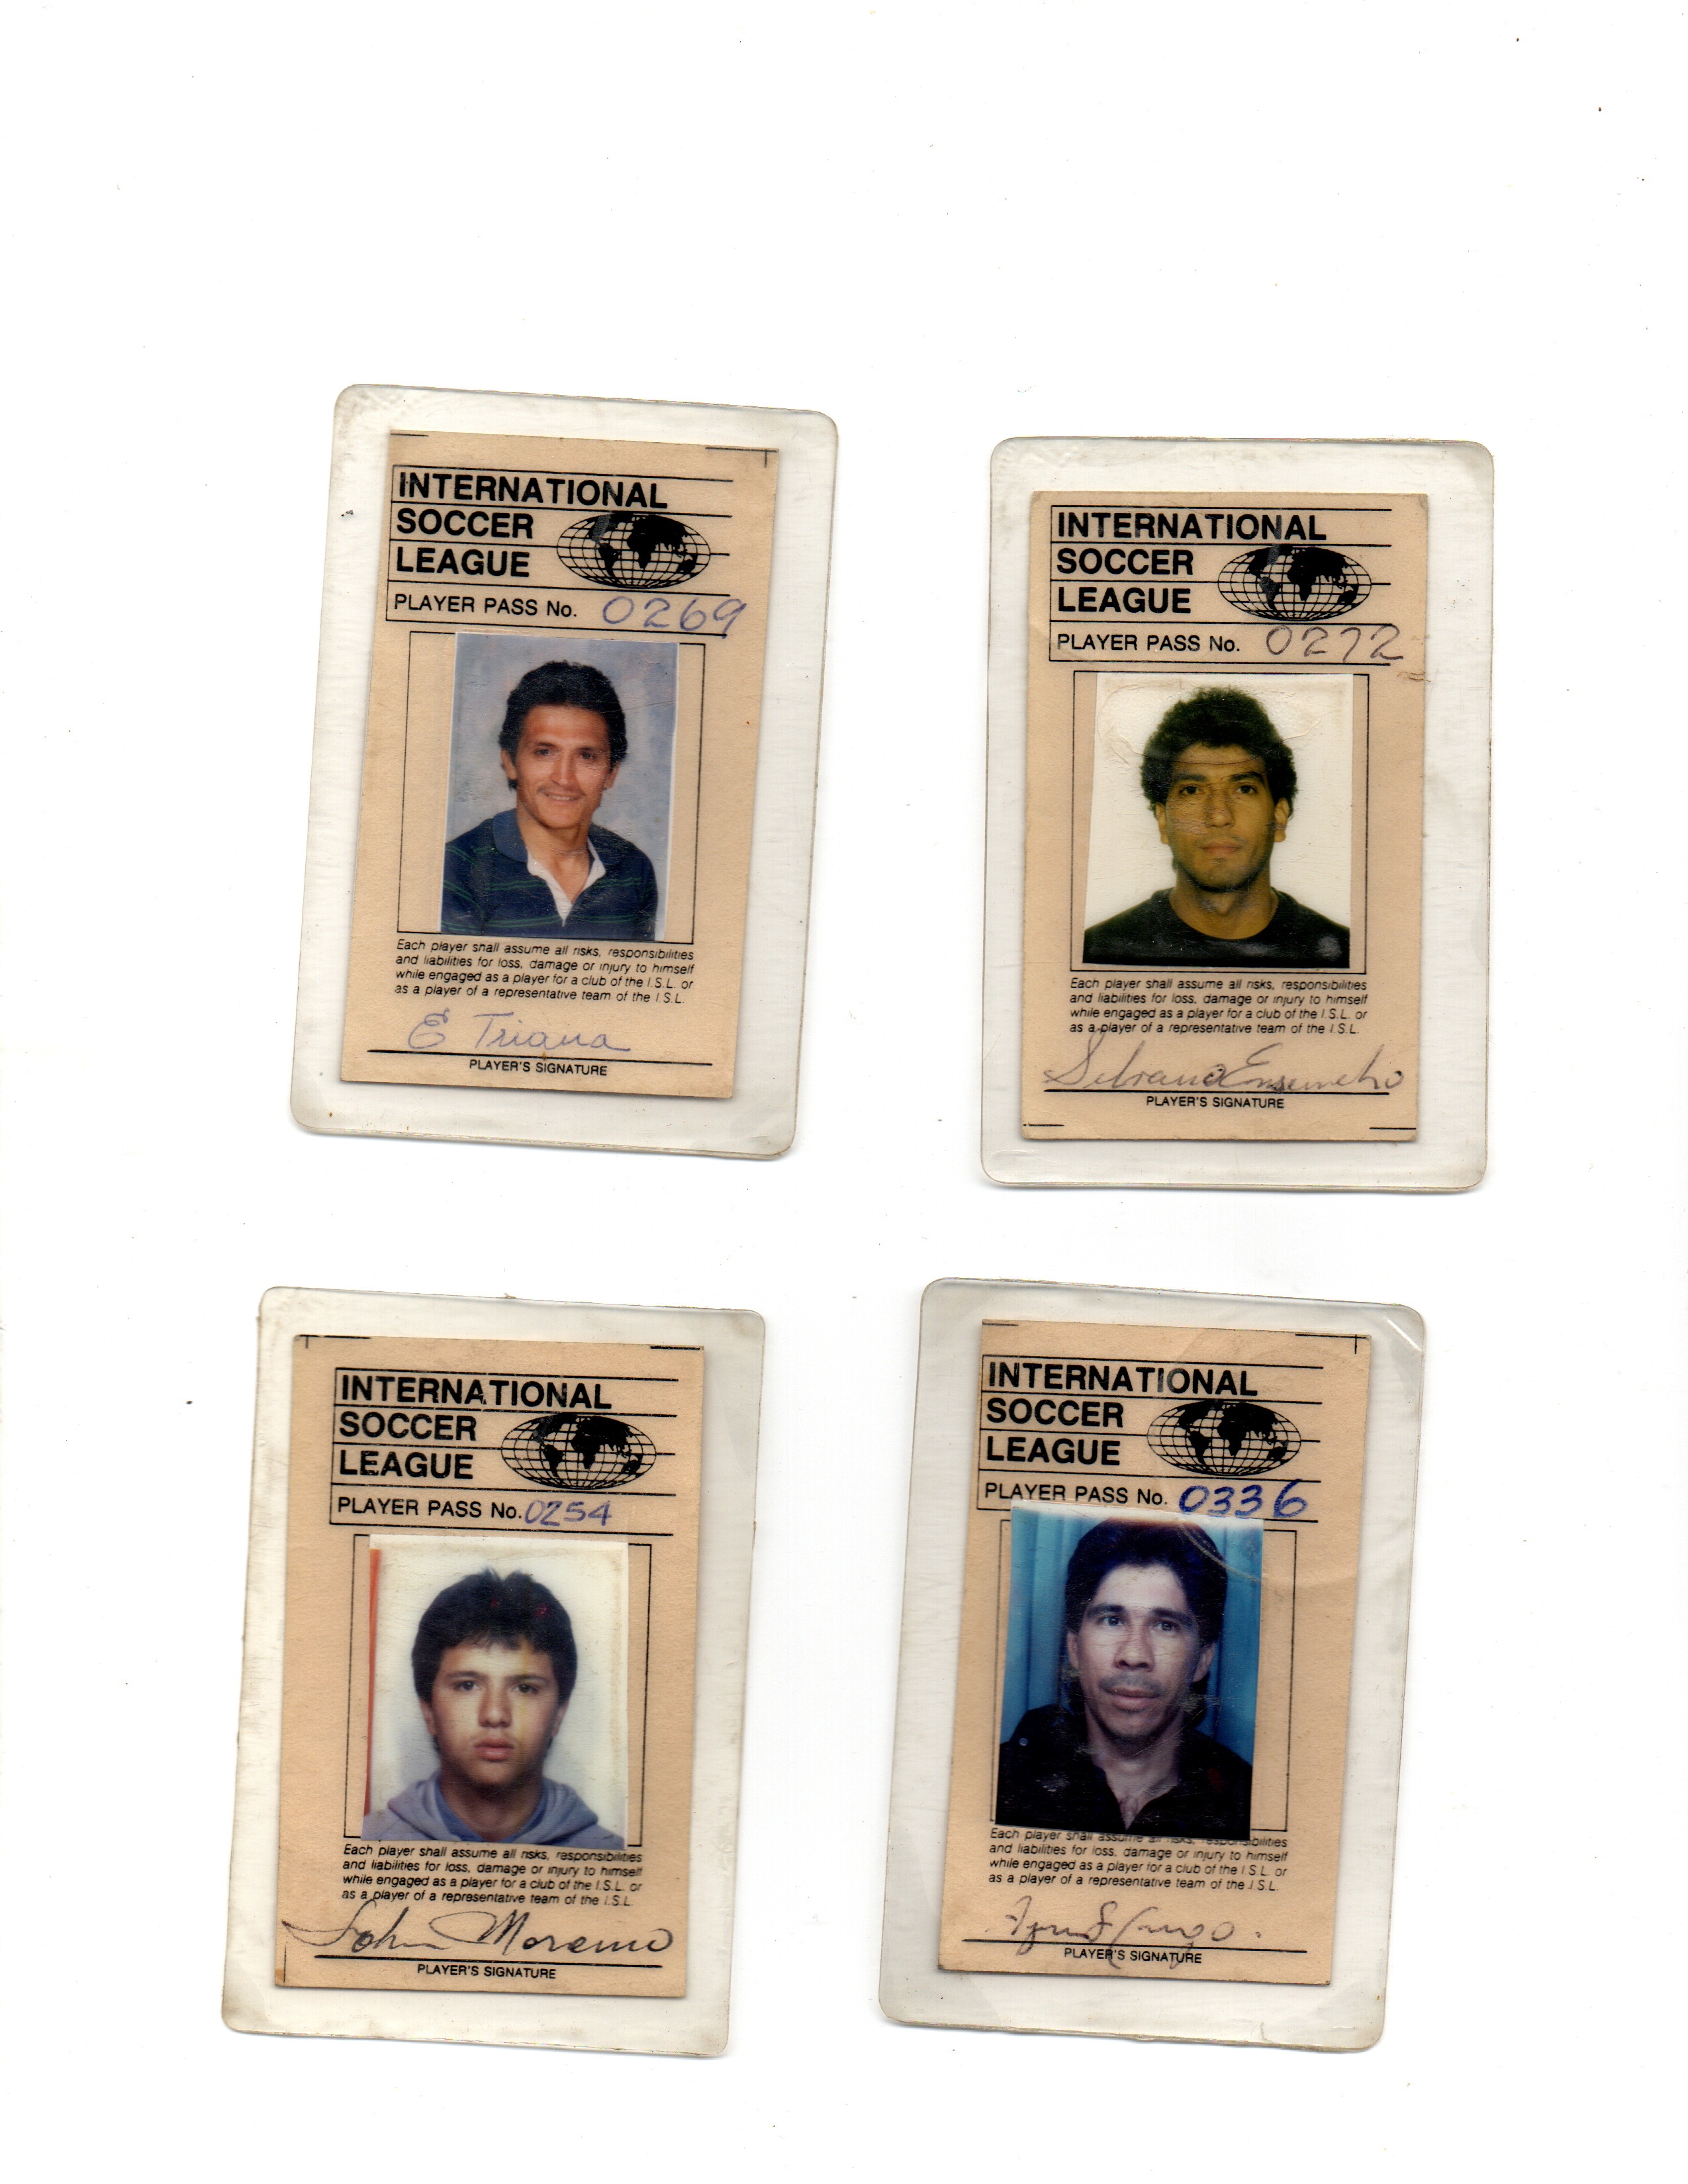 INTERNATIONAL
SOCCER
LEAGUE
PLAYER PASS No. 0269
Each player shall assume all risks, responsibilities
and liabilities for loss, damage or injury to himself
while engaged as a player for a club of the I.S.L. or
as a player of a representative team of the I.S.L.
E Triana
PLAYER'S SIGNATURE
INTERNATIONAL
SOCCER
LEAGUE
PLAYER PASS No. 0272
Each player shall assume all risks, responsibilities
and liabilities for loss, damage or injury to himself
while engaged as a player for a club of the I.S.L. or
as a player of a representative team of the I.S.L.
PLAYER'S SIGNATURE
INTERNATIONAL
SOCCER
LEAGUE
PLAYER PASS No. 0254
Each player shall assume all risks, responsibilities
and liabilities for loss, damage or injury to himself
while engaged as a player for a club of the I.S.L. or
as a player of a representative team of the I.S.L.
John Moreno
PLAYER'S SIGNATURE
INTERNATIONAL
SOCCER
LEAGUE
PLAYER PASS No. 0336
Each player shall assume all risks, responsibilities
and liabilities for loss, damage or injury to himself
while engaged as a player for a club of the I.S.L. or
as a player of a representative team of the I.S.L.
PLAYER'S SIGNATURE